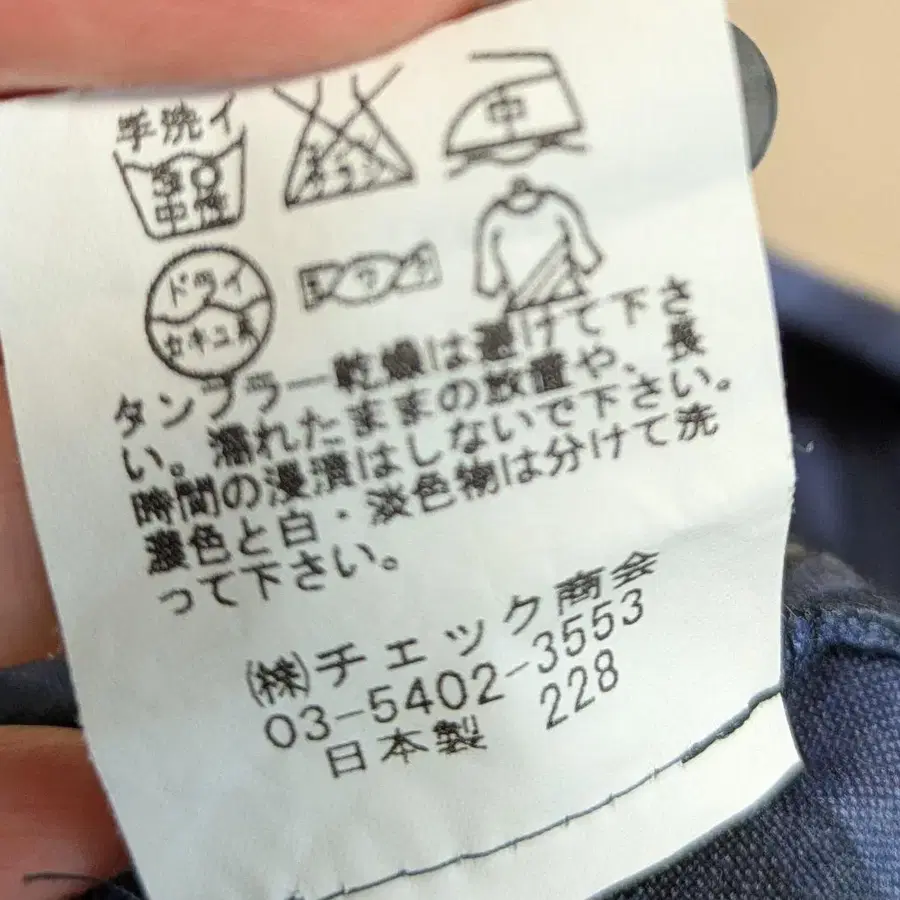 手洗イ
30
中性
中
ドライ
セキユ系
タンブラー乾燥は避けて下さ
い。濡れたままの放置や、長
時間の浸漬はしないで下さい。
濃色と白・淡色物は分けて洗
って下さい。
㈱チェック商会
03-5402-3553
日本製 228